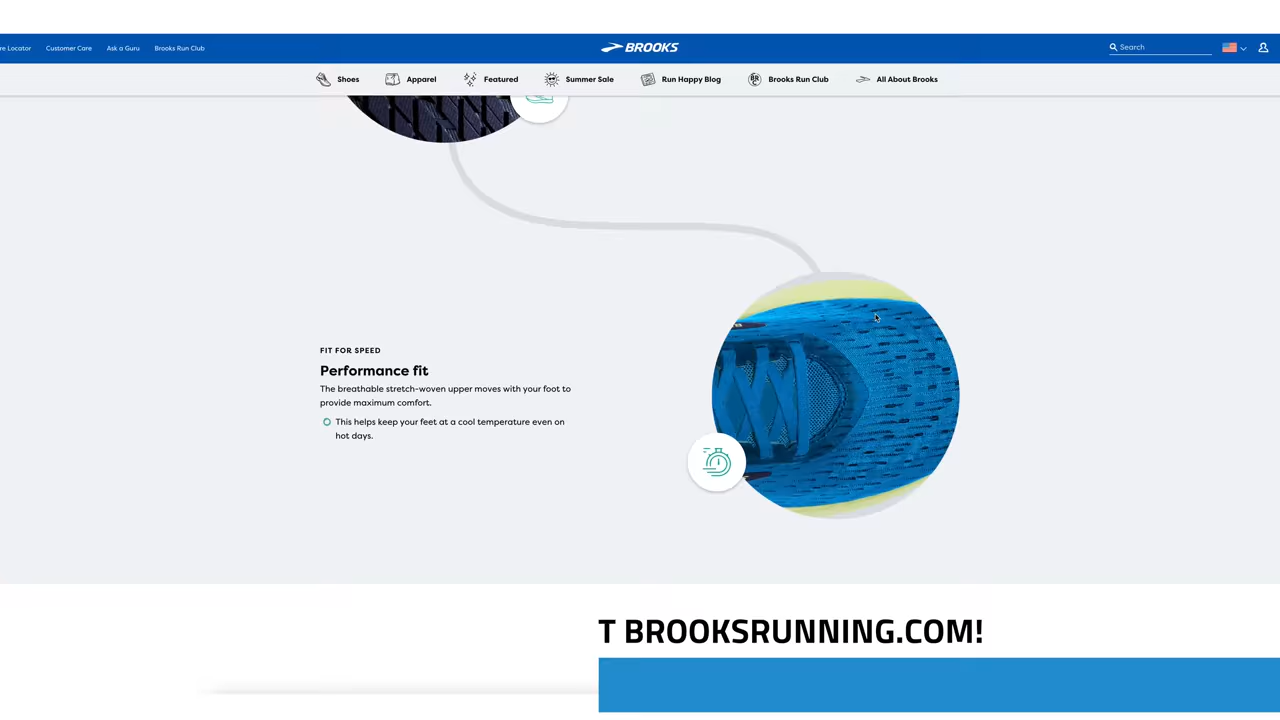 re Locator Customer Care Ask a Guru Brooks Run Club BROOKS Search
Shoes Apparel Featured Summer Sale Run Happy Blog Brooks Run Club All About Brooks
FIT FOR SPEED
Performance fit
The breathable stretch-woven upper moves with your foot to
provide maximum comfort.
This helps keep your feet at a cool temperature even on
hot days.
T BROOKSRUNNING.COM!